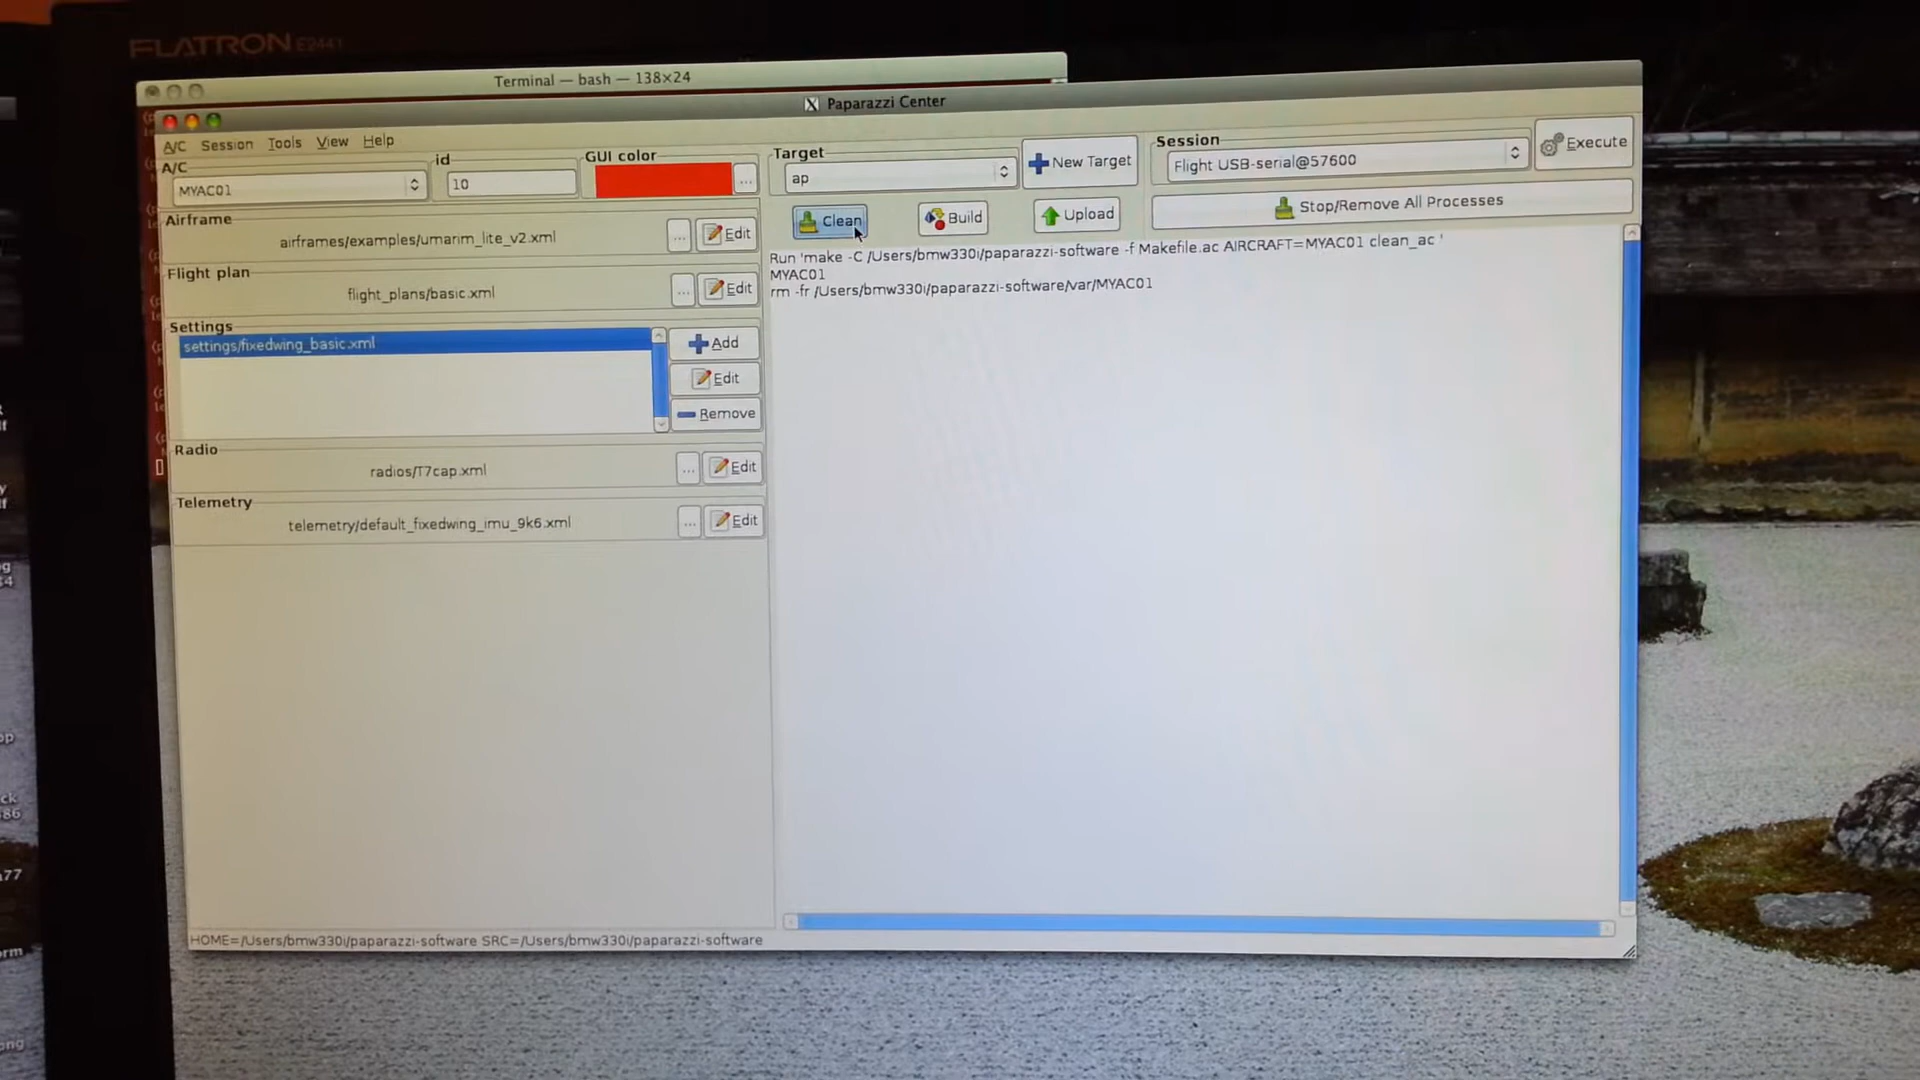 FLATRON E2441
Terminal — bash — 138×24
Paparazzi Center
A/C Session Tools View Help
A/C
MYAC01
id
10
GUI color
...
Target
ap
New Target
Session
Flight USB-serial@57600
Execute
Clean
Build
Upload
Stop/Remove All Processes
Airframe
airframes/examples/umarim_lite_v2.xml
...
Edit
Flight plan
flight_plans/basic.xml
...
Edit
Settings
settings/fixedwing_basic.xml
Add
Edit
Remove
Radio
radios/T7cap.xml
...
Edit
Telemetry
telemetry/default_fixedwing_imu_9k6.xml
...
Edit
Run 'make -C /Users/bmw330i/paparazzi-software -f Makefile.ac AIRCRAFT=MYAC01 clean_ac '
MYAC01
rm -fr /Users/bmw330i/paparazzi-software/var/MYAC01
HOME=/Users/bmw330i/paparazzi-software SRC=/Users/bmw330i/paparazzi-software